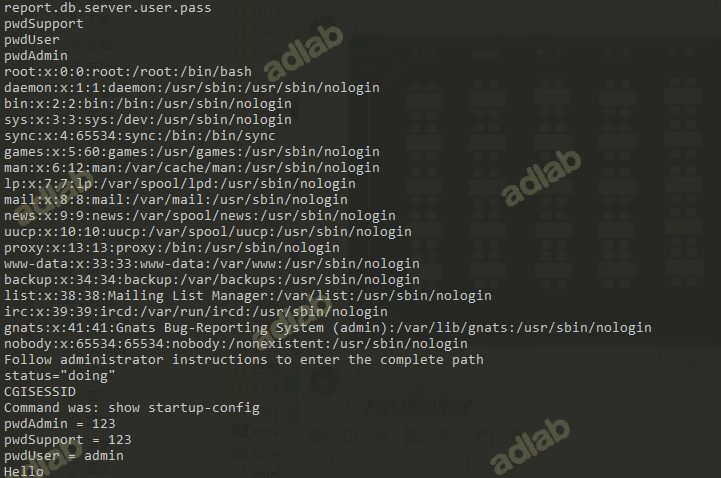 report.db.server.user.pass
pwdSupport
pwdUser
pwdAdmin
root:x:0:0:root:/root:/bin/bash
daemon:x:1:1:daemon:/usr/sbin:/usr/sbin/nologin
bin:x:2:2:bin:/bin:/usr/sbin/nologin
sys:x:3:3:sys:/dev:/usr/sbin/nologin
sync:x:4:65534:sync:/bin:/bin/sync
games:x:5:60:games:/usr/games:/usr/sbin/nologin
man:x:6:12:man:/var/cache/man:/usr/sbin/nologin
lp:x:7:7:lp:/var/spool/lpd:/usr/sbin/nologin
mail:x:8:8:mail:/var/mail:/usr/sbin/nologin
news:x:9:9:news:/var/spool/news:/usr/sbin/nologin
uucp:x:10:10:uucp:/var/spool/uucp:/usr/sbin/nologin
proxy:x:13:13:proxy:/bin:/usr/sbin/nologin
www-data:x:33:33:www-data:/var/www:/usr/sbin/nologin
backup:x:34:34:backup:/var/backups:/usr/sbin/nologin
list:x:38:38:Mailing List Manager:/var/list:/usr/sbin/nologin
irc:x:39:39:ircd:/var/run/ircd:/usr/sbin/nologin
gnats:x:41:41:Gnats Bug-Reporting System (admin):/var/lib/gnats:/usr/sbin/nologin
nobody:x:65534:65534:nobody:/nonexistent:/usr/sbin/nologin
Follow administrator instructions to enter the complete path
status="doing"
CGISESSID
Command was: show startup-config
pwdAdmin = 123
pwdSupport = 123
pwdUser = admin
Hello
adlab
adlab
adlab
adlab
adlab
adlab